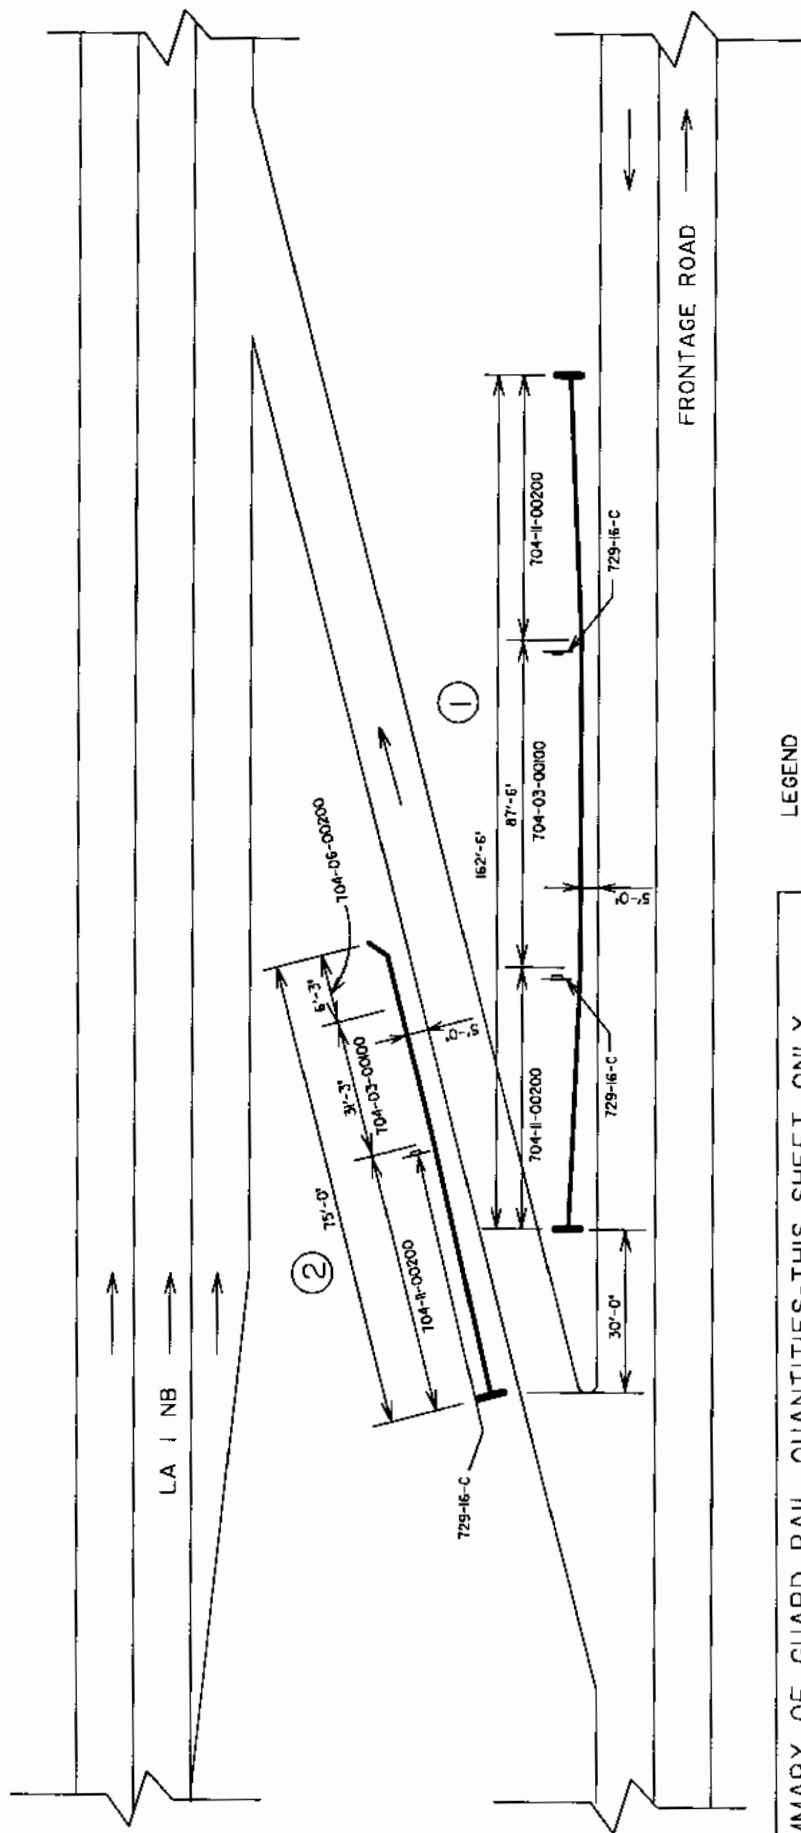 LA 1 NB
②
75'-0"
6'-3"
704-06-00200
31'-3"
704-03-00100
704-11-00200
5'-0"
729-16-C
①
162'-6"
87'-6"
704-11-00200
704-03-00100
704-11-00200
729-16-C
729-16-C
5'-0"
30'-0"
FRONTAGE ROAD
LEGEND
MMARY OF GUARD RAIL QUANTITIES-THIS SHEET ONLY